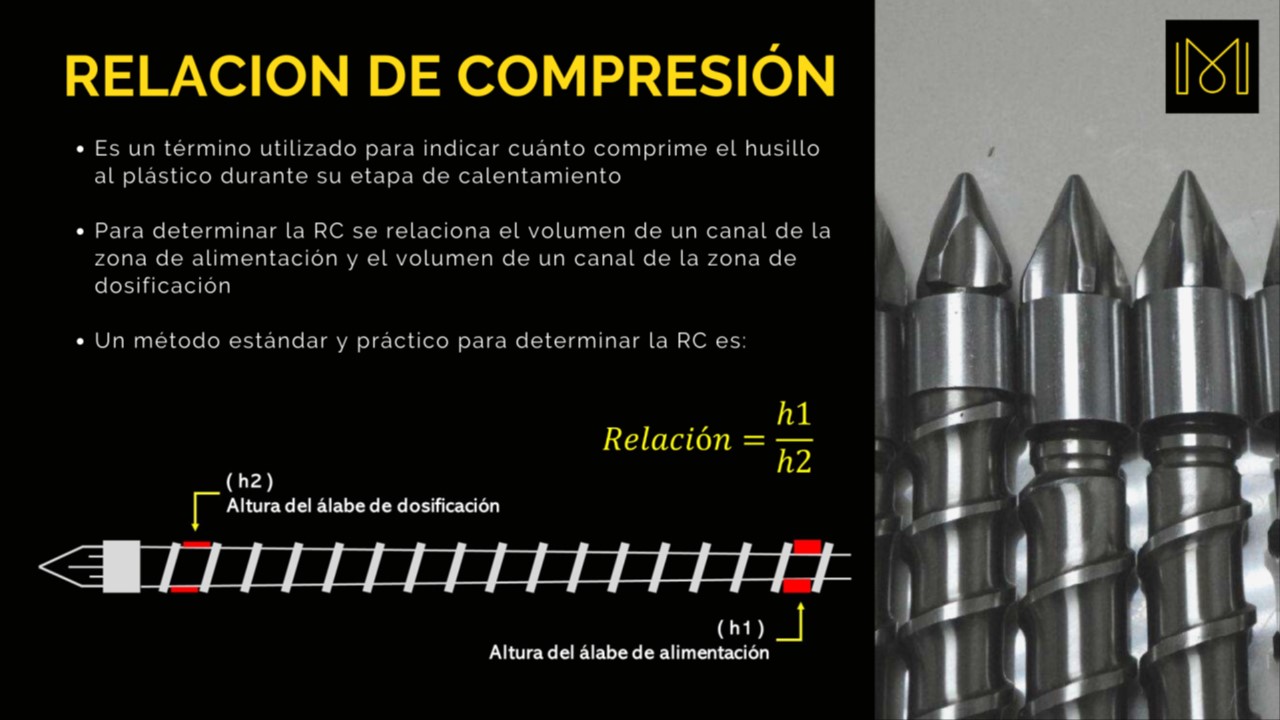 RELACION DE COMPRESIÓN
• Es un término utilizado para indicar cuánto comprime el husillo
al plástico durante su etapa de calentamiento
• Para determinar la RC se relaciona el volumen de un canal de la
zona de alimentación y el volumen de un canal de la zona de
dosificación
• Un método estándar y práctico para determinar la RC es:
Relación = h1/h2
( h2 )
Altura del álabe de dosificación
( h1 )
Altura del álabe de alimentación